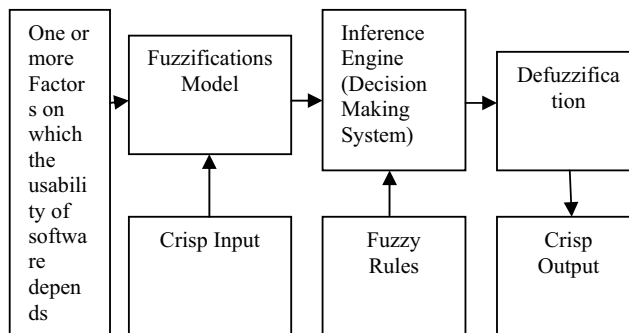 One or
more
Factor
s on
which
the
usabili
ty of
softwa
re
depen
ds
Fuzzifications
Model
Inference
Engine
(Decision
Making
System)
Defuzzifica
tion
Crisp Input
Fuzzy
Rules
Crisp
Output